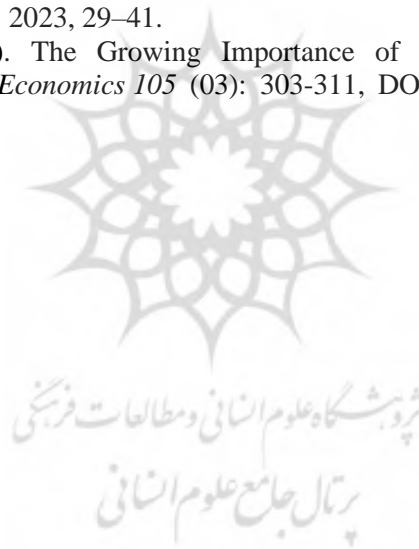 2023, 29–41.
). The Growing Importance of
Economics 105 (03): 303-311, DO
پژوهشگاه علوم انسانی و مطالعات فرهنگی
پرتال جامع علوم انسانی